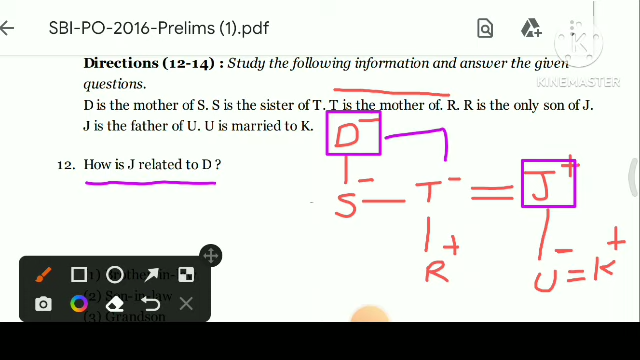 SBI-PO-2016-Prelims (1).pdf
KINEMASTER
Directions (12-14) : Study the following information and answer the given
questions.
D is the mother of S. S is the sister of T. T is the mother of R. R is the only son of J.
J is the father of U. U is married to K.
12. How is J related to D ?
D −
S − — T − = J +
R +
U − = K +
(2) Son-in-law
(3) Grandson